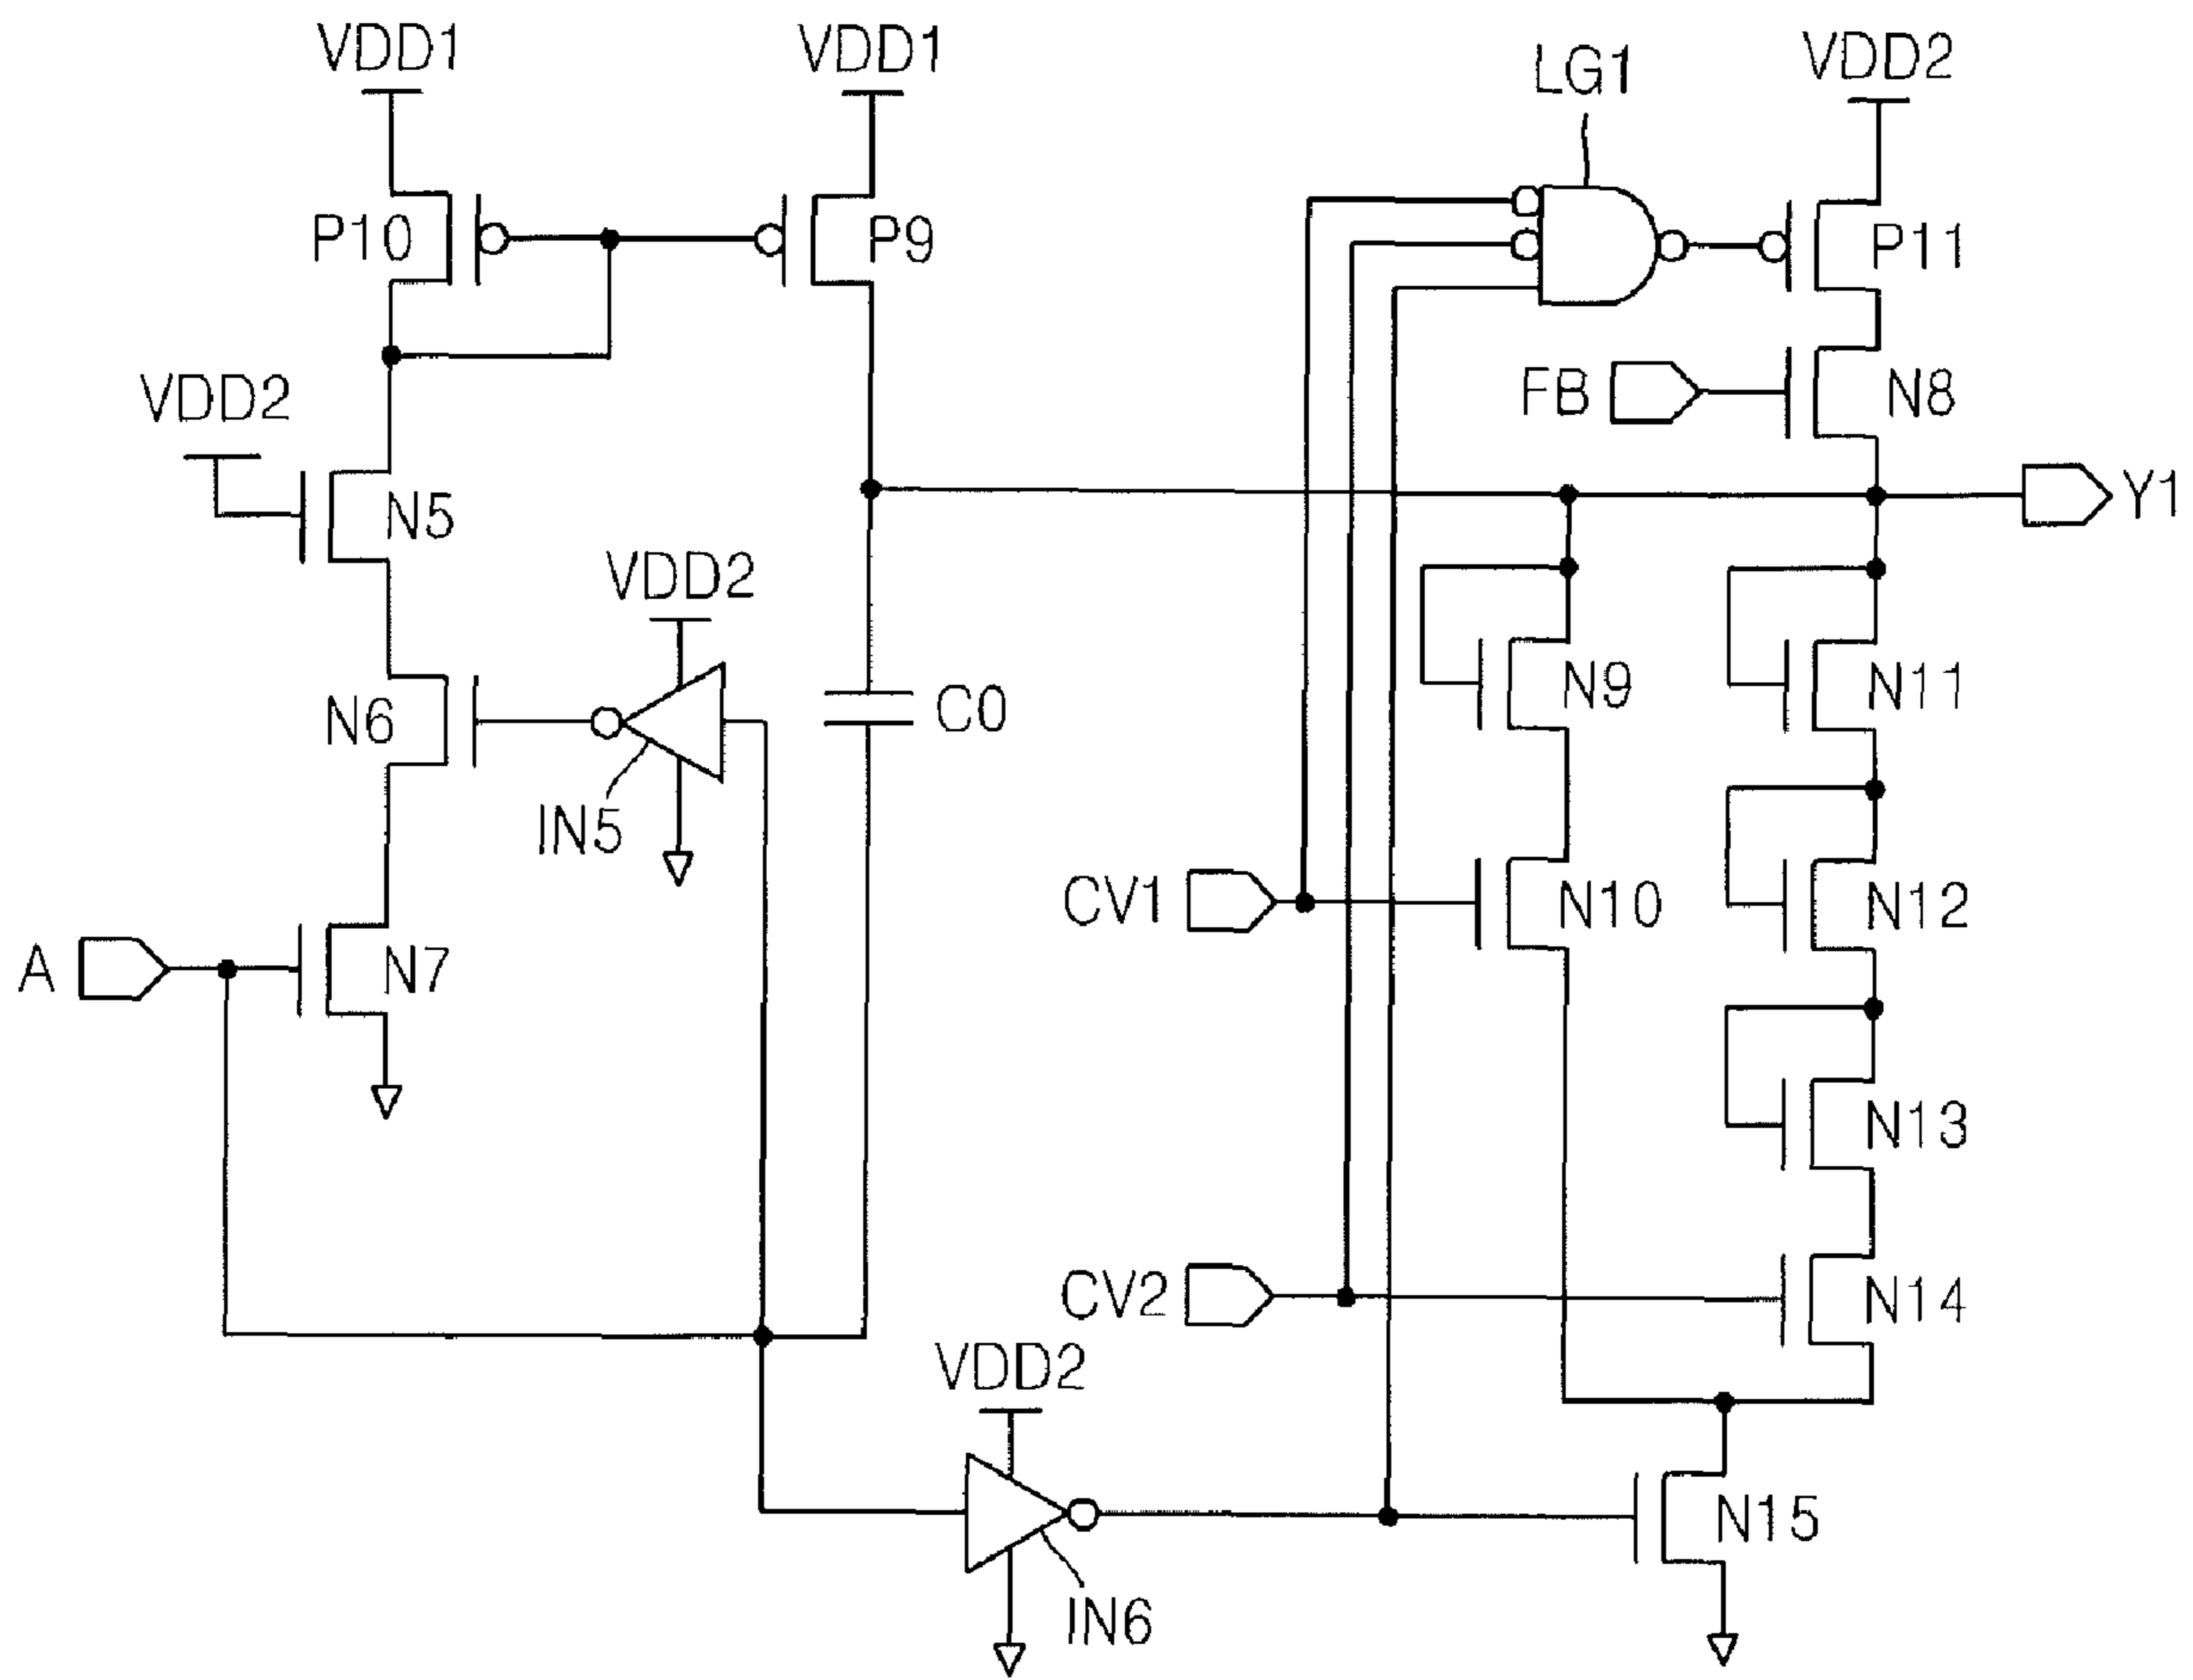 VDD1
VDD1
LG1
VDD2
P10
P9
P11
VDD2
FB
N8
N5
Y1
VDD2
N6
C0
N9
N11
IN5
CV1
N10
N12
A
N7
N13
CV2
N14
VDD2
N15
IN6